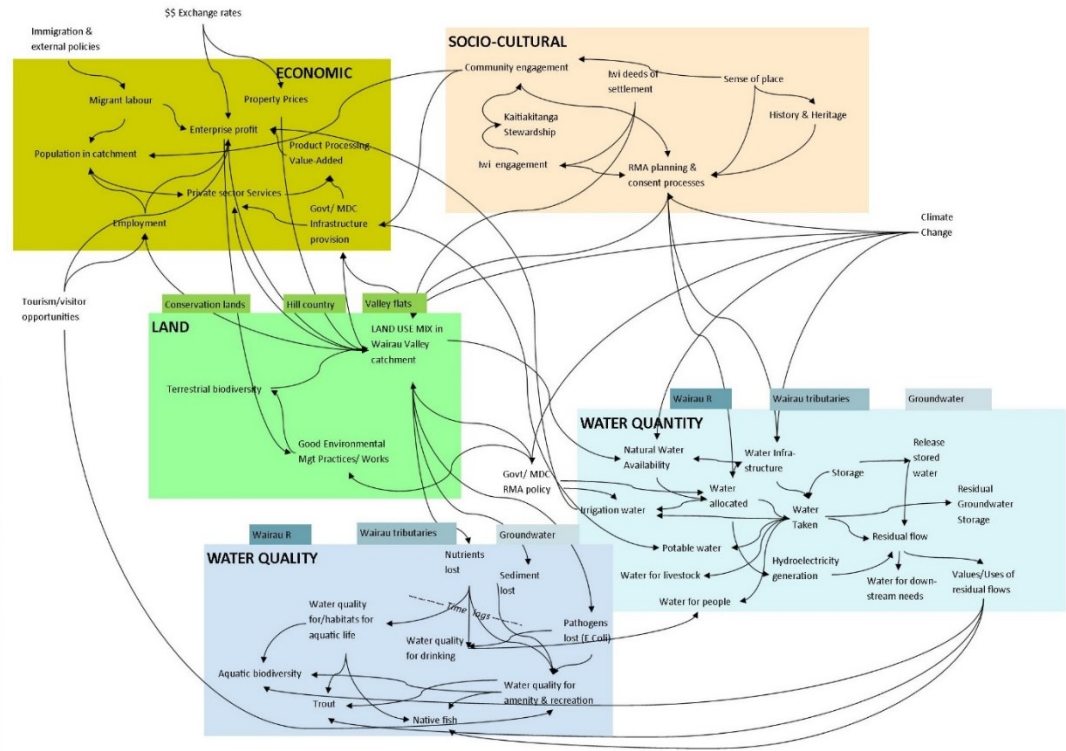 $$ Exchange rates
Immigration &
external policies
ECONOMIC
Migrant labour
Property Prices
Enterprise profit
Population in catchment
Product Processing
Value-Added
Private sector Services
Govt/ MDC
Infrastructure
provision
Employment
SOCIO-CULTURAL
Community engagement
Iwi deeds of
settlement
Sense of place
History & Heritage
Kaitiakitanga
Stewardship
Iwi engagement
RMA planning &
consent processes
Climate
Change
Tourism/visitor
opportunities
Conservation lands
Hill country
Valley flats
LAND
LAND USE MIX in
Wairau Valley
catchment
Terrestrial biodiversity
Good Environmental
Mgt Practices/ Works
Govt/ MDC
RMA policy
Wairau R
Wairau tributaries
Groundwater
WATER QUANTITY
Natural Water
Availability
Water Infra-
structure
Release
stored
water
Storage
Water
allocated
Irrigation water
Water
Taken
Residual
Groundwater
Storage
Residual flow
Potable water
Hydroelectricity
generation
Water for livestock
Water for down-
stream needs
Values/Uses of
residual flows
Water for people
Wairau R
Wairau tributaries
Groundwater
WATER QUALITY
Nutrients
lost
Sediment
lost
Time lags
Water quality
for/habitats for
aquatic life
Pathogens
lost (E Coli)
Water quality
for drinking
Aquatic biodiversity
Water quality for
amenity & recreation
Trout
Native fish